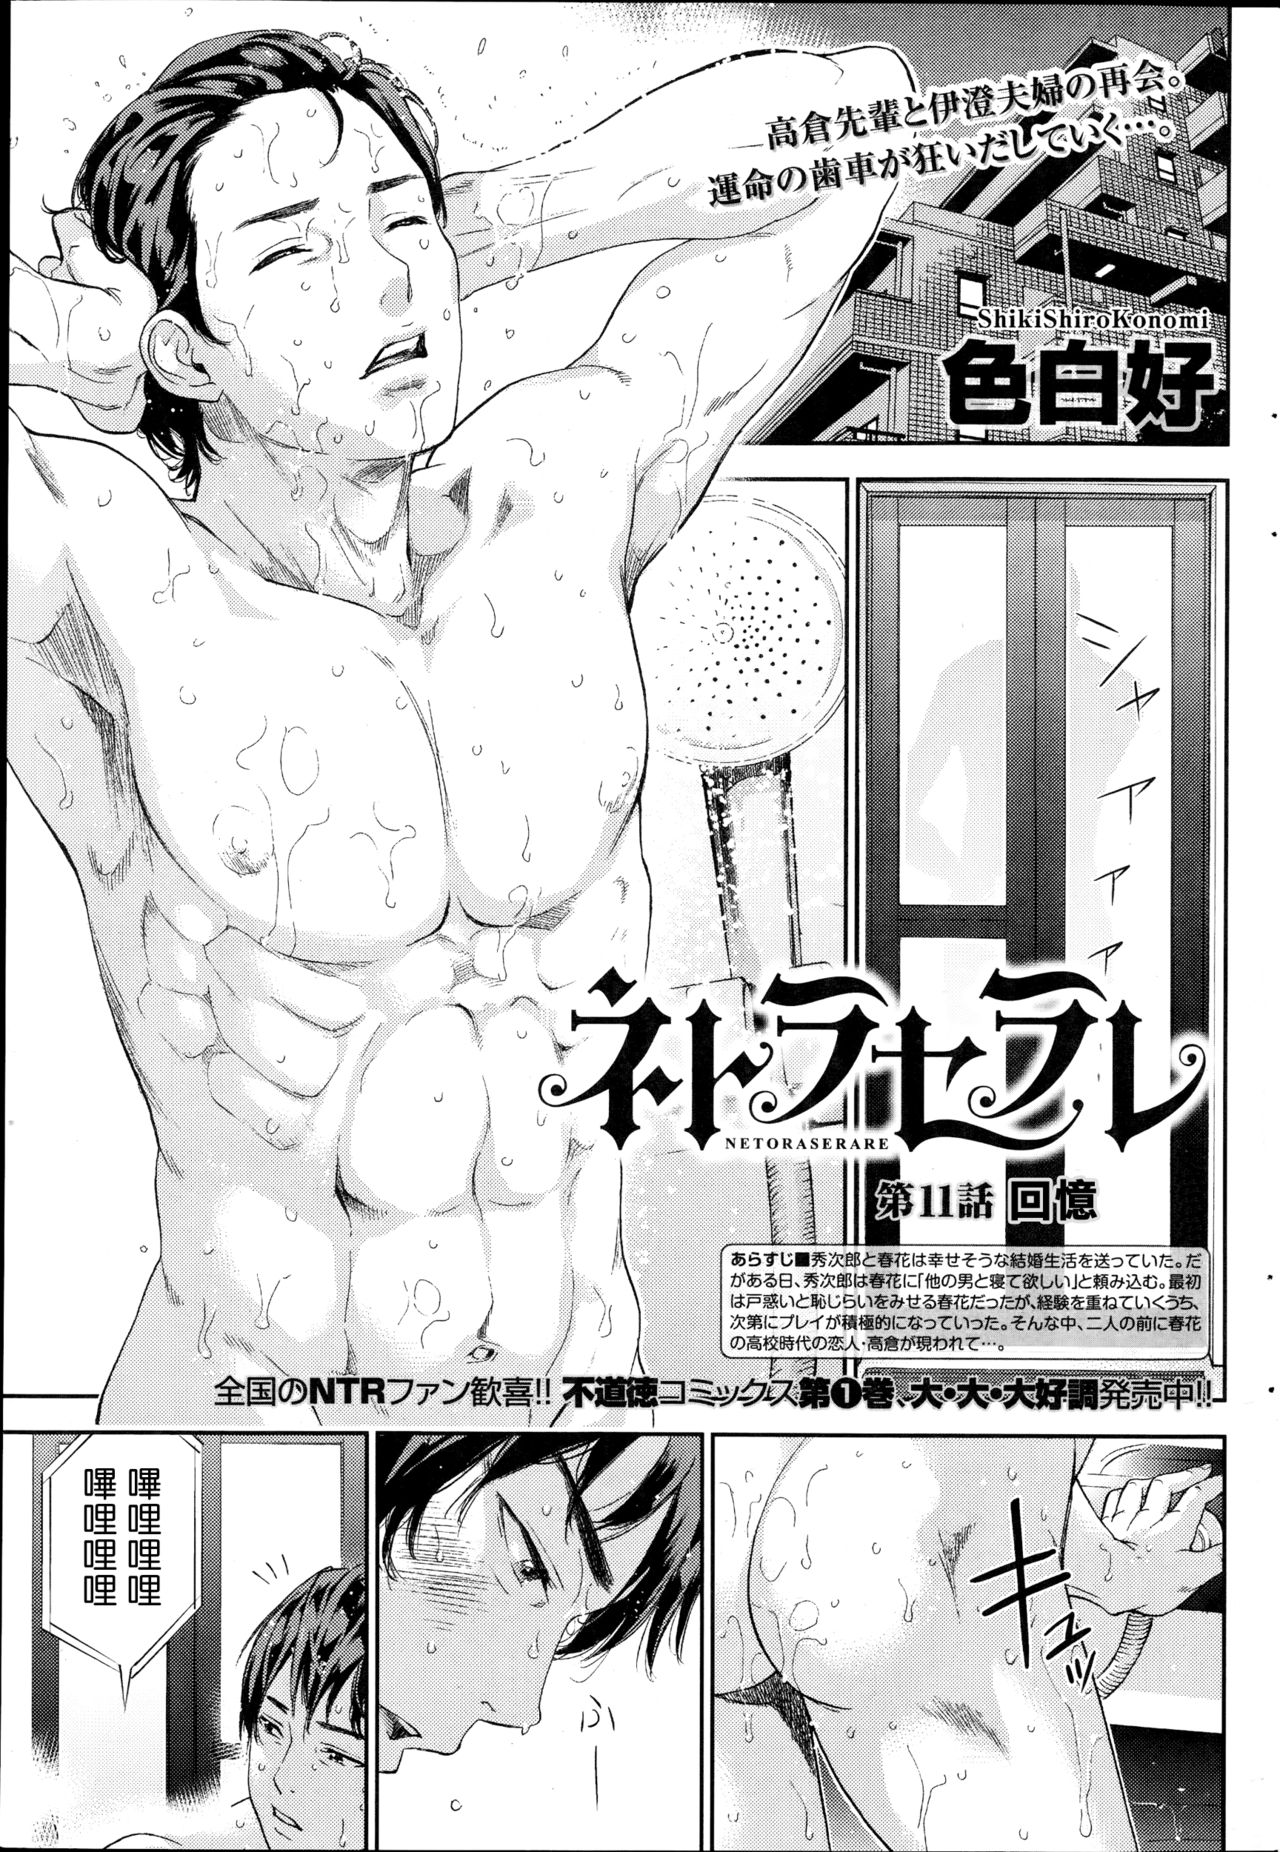 高倉先輩と伊澄夫婦の再会。
運命の歯車が狂いだしていく…。
ShikiShiroKonomi
色白好
シャアアァァ
ネトラセラレ
NETORASERARE
第11話 回憶
あらすじ■秀次郎と春花は幸せそうな結婚生活を送っていた。だ
がある日、秀次郎は春花に「他の男と寝て欲しい」と頼み込む。最初
は戸惑いと恥じらいをみせる春花だったが、経験を重ねていくうち、
次第にプレイが積極的になっていった。そんな中、二人の前に春花
の高校時代の恋人・高倉が現われて…。
全国のNTRファン歓喜!! 不道徳コミックス第❶巻、大・大・大好調発売中!!
キュッ
ふー
嗶哩哩哩
嗶哩哩哩